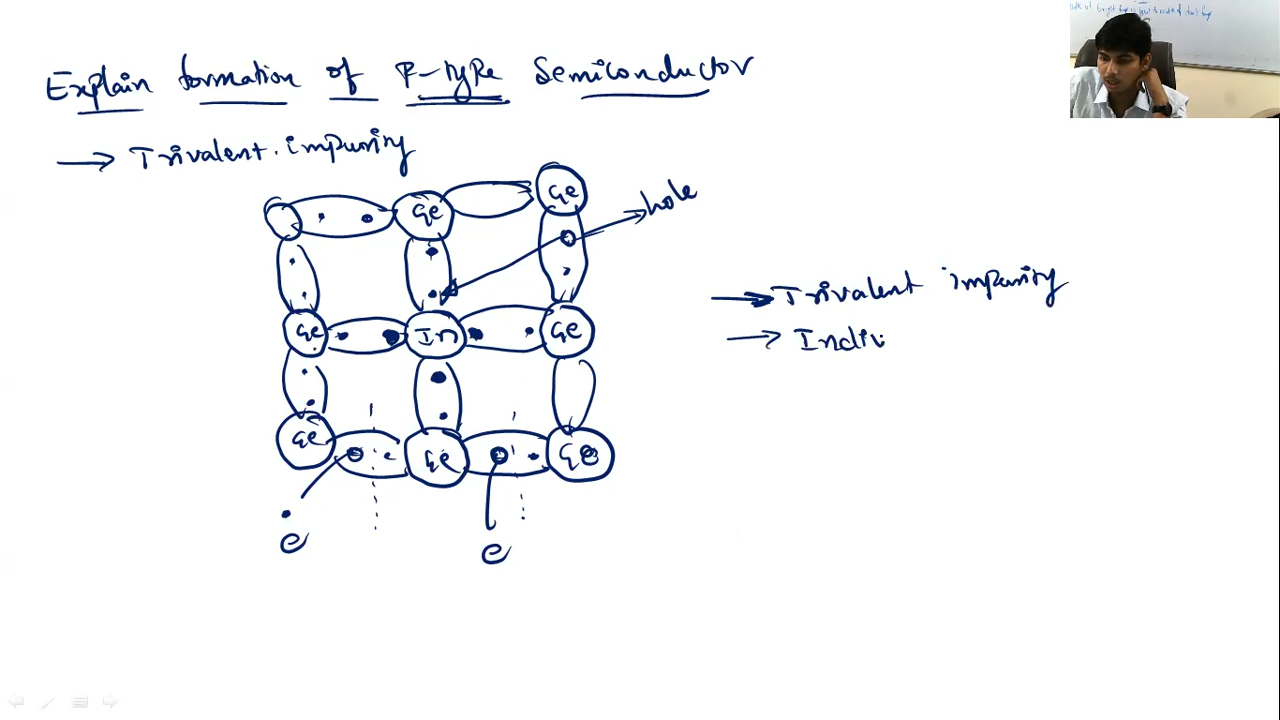 Explain formation of P-type Semiconductor
→ Trivalent impurity
Ge Ge
hole
Ge In Ge
→ Trivalent impurity
→ Indiu
Ge Ge Ge
e e